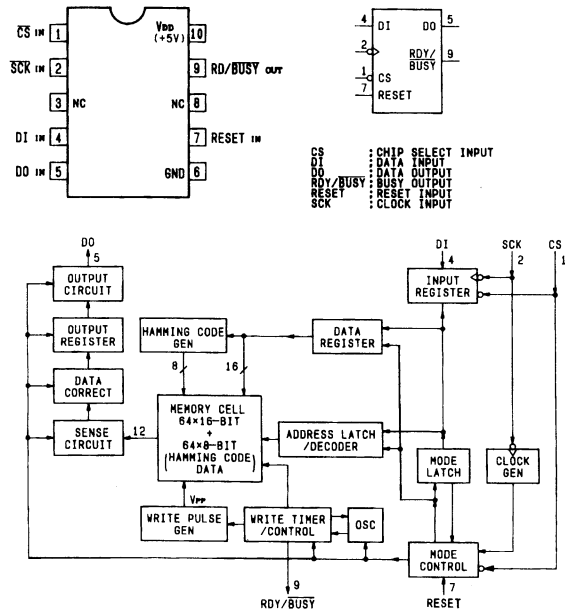 CS IN 1
VDD (+5V) 10
SCK IN 2
9 RD/BUSY OUT
3 NC
NC 8
DI IN 4
7 RESET IN
DO IN 5
GND 6
4 DI
DO 5
2
RDY/BUSY 9
1 CS
7 RESET
CS : CHIP SELECT INPUT
DI : DATA INPUT
DO : DATA OUTPUT
RDY/BUSY : BUSY OUTPUT
RESET : RESET INPUT
SCK : CLOCK INPUT
DO
5
DI
4
SCK
2
CS
1
OUTPUT
CIRCUIT
INPUT
REGISTER
OUTPUT
REGISTER
HAMMING CODE
GEN
DATA
REGISTER
8
16
DATA
CORRECT
MEMORY CELL
64×16-BIT
+
64×8-BIT
(HAMMING CODE)
DATA
SENSE
CIRCUIT
12
ADDRESS LATCH
/DECODER
MODE
LATCH
CLOCK
GEN
VPP
WRITE PULSE
GEN
WRITE TIMER
/CONTROL
OSC
MODE
CONTROL
9
RDY/BUSY
7
RESET